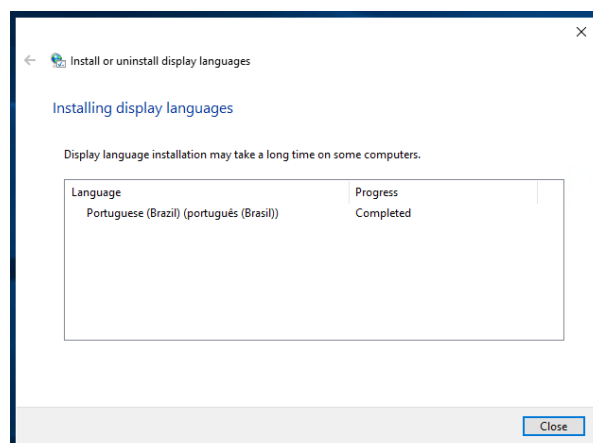 Install or uninstall display languages
Installing display languages
Display language installation may take a long time on some computers.
Language Progress
Portuguese (Brazil) (português (Brasil)) Completed
Close